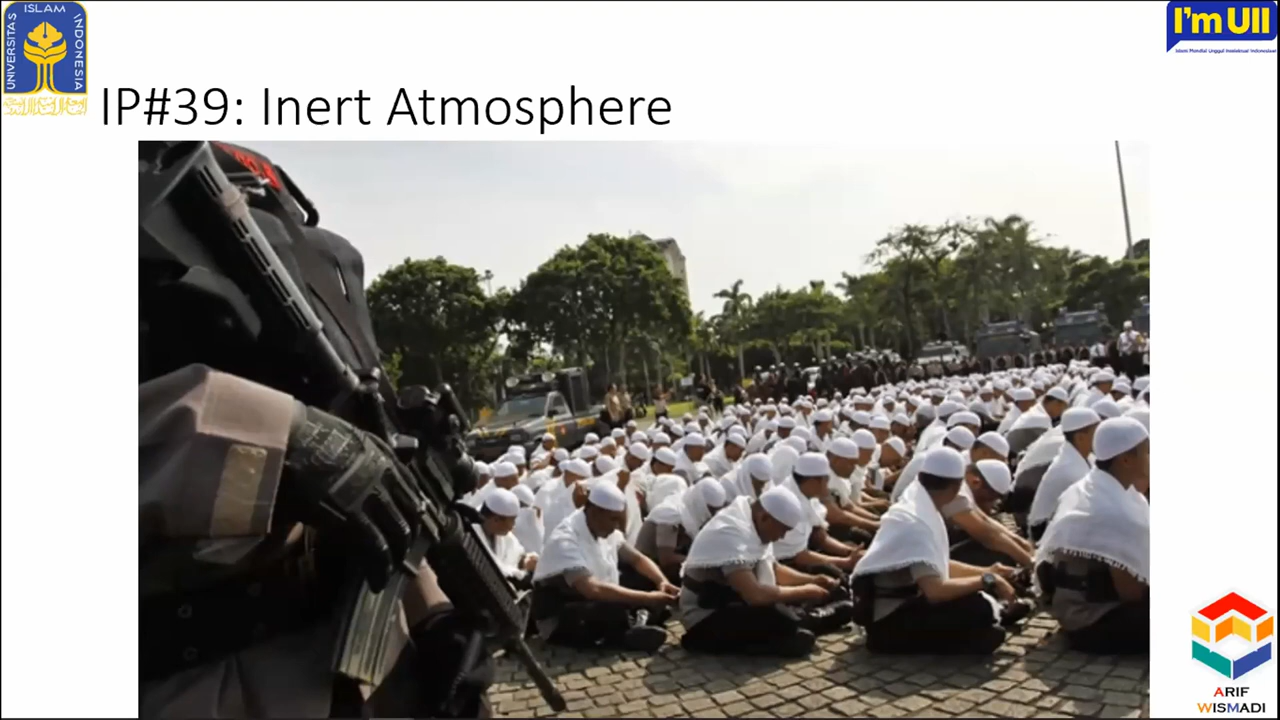 UNIVERSITAS ISLAM INDONESIA
I'm UII
IP#39: Inert Atmosphere
ARIF
WISMADI